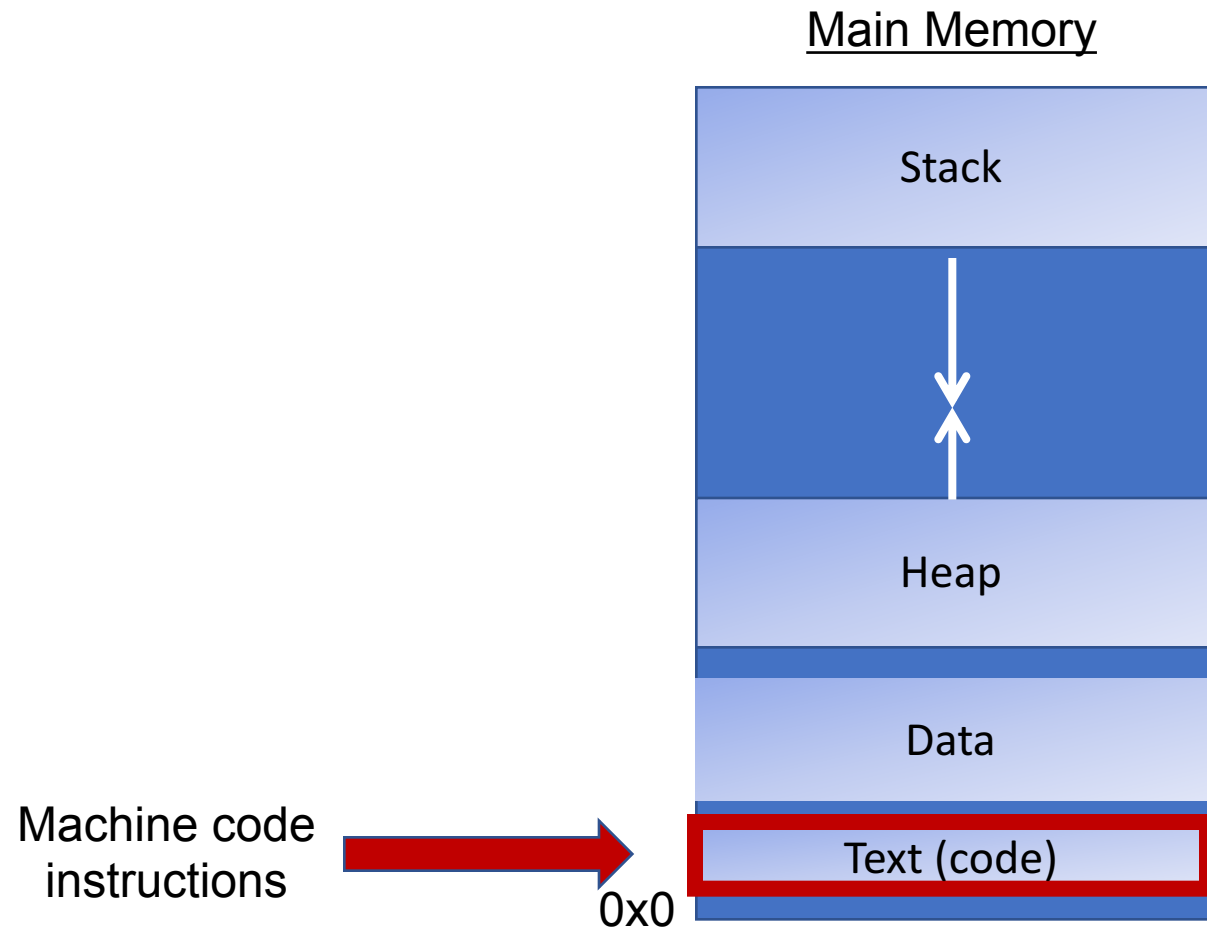 Main Memory
Stack
Heap
Data
Machine code
instructions
Text (code)
0x0